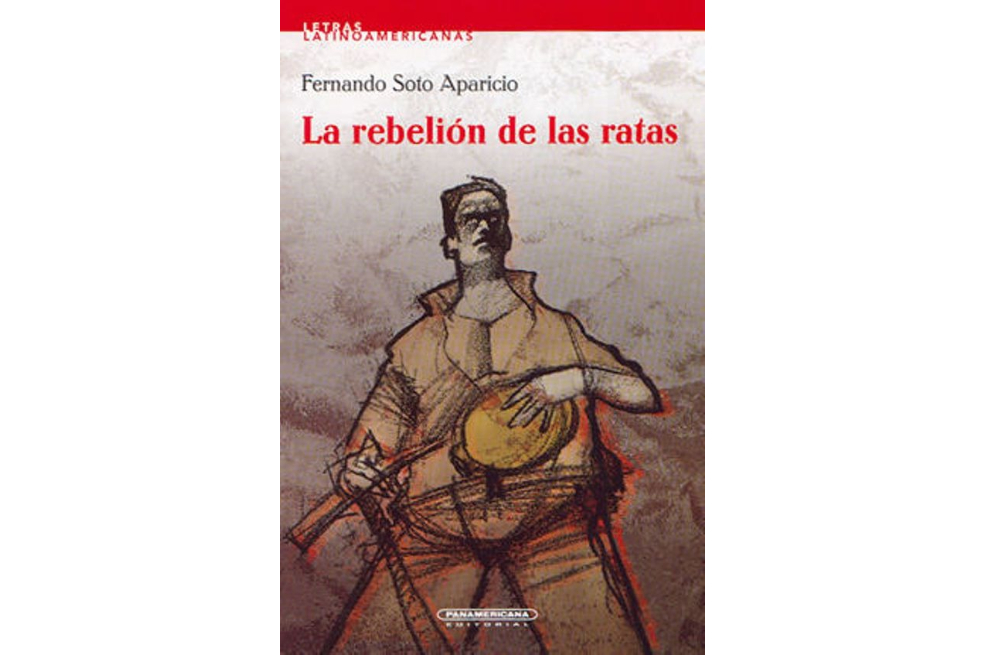 LETRAS
LATINOAMERICANAS
Fernando Soto Aparicio
La rebelión de las ratas
PANAMERICANA
EDITORIAL